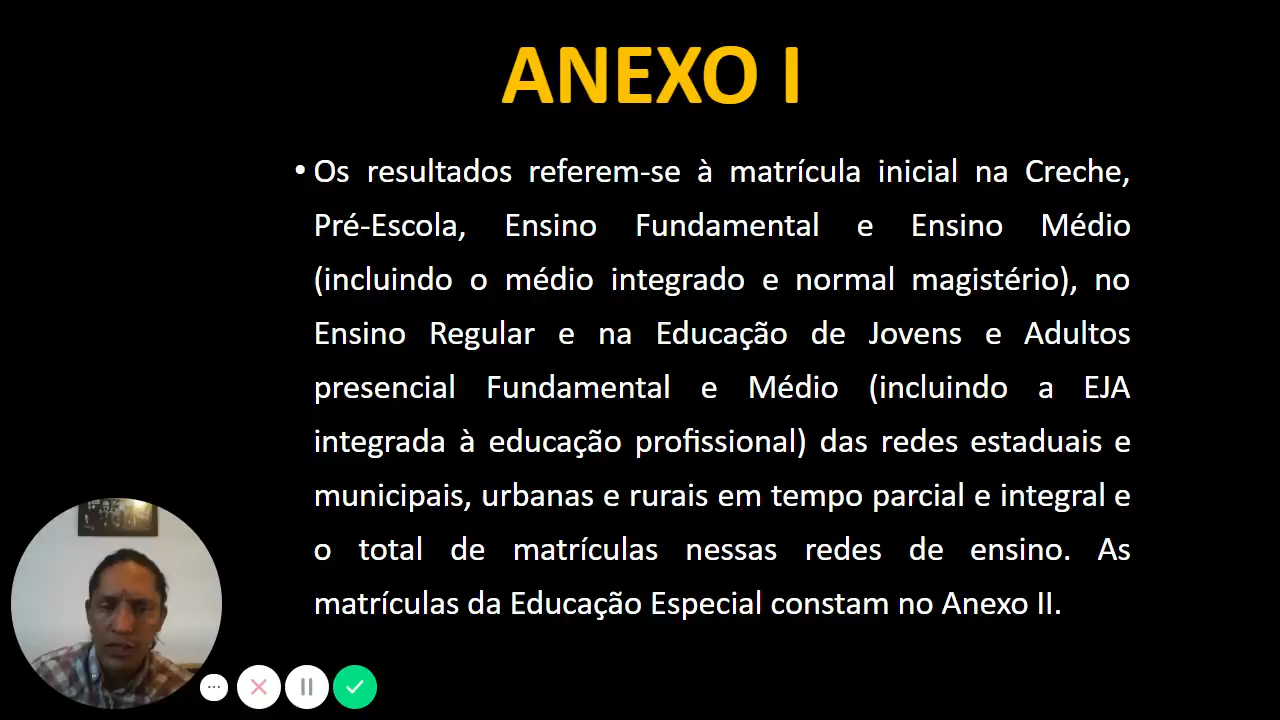 ANEXO I
• Os resultados referem-se à matrícula inicial na Creche,
Pré-Escola, Ensino Fundamental e Ensino Médio
(incluindo o médio integrado e normal magistério), no
Ensino Regular e na Educação de Jovens e Adultos
presencial Fundamental e Médio (incluindo a EJA
integrada à educação profissional) das redes estaduais e
municipais, urbanas e rurais em tempo parcial e integral e
o total de matrículas nessas redes de ensino. As
matrículas da Educação Especial constam no Anexo II.